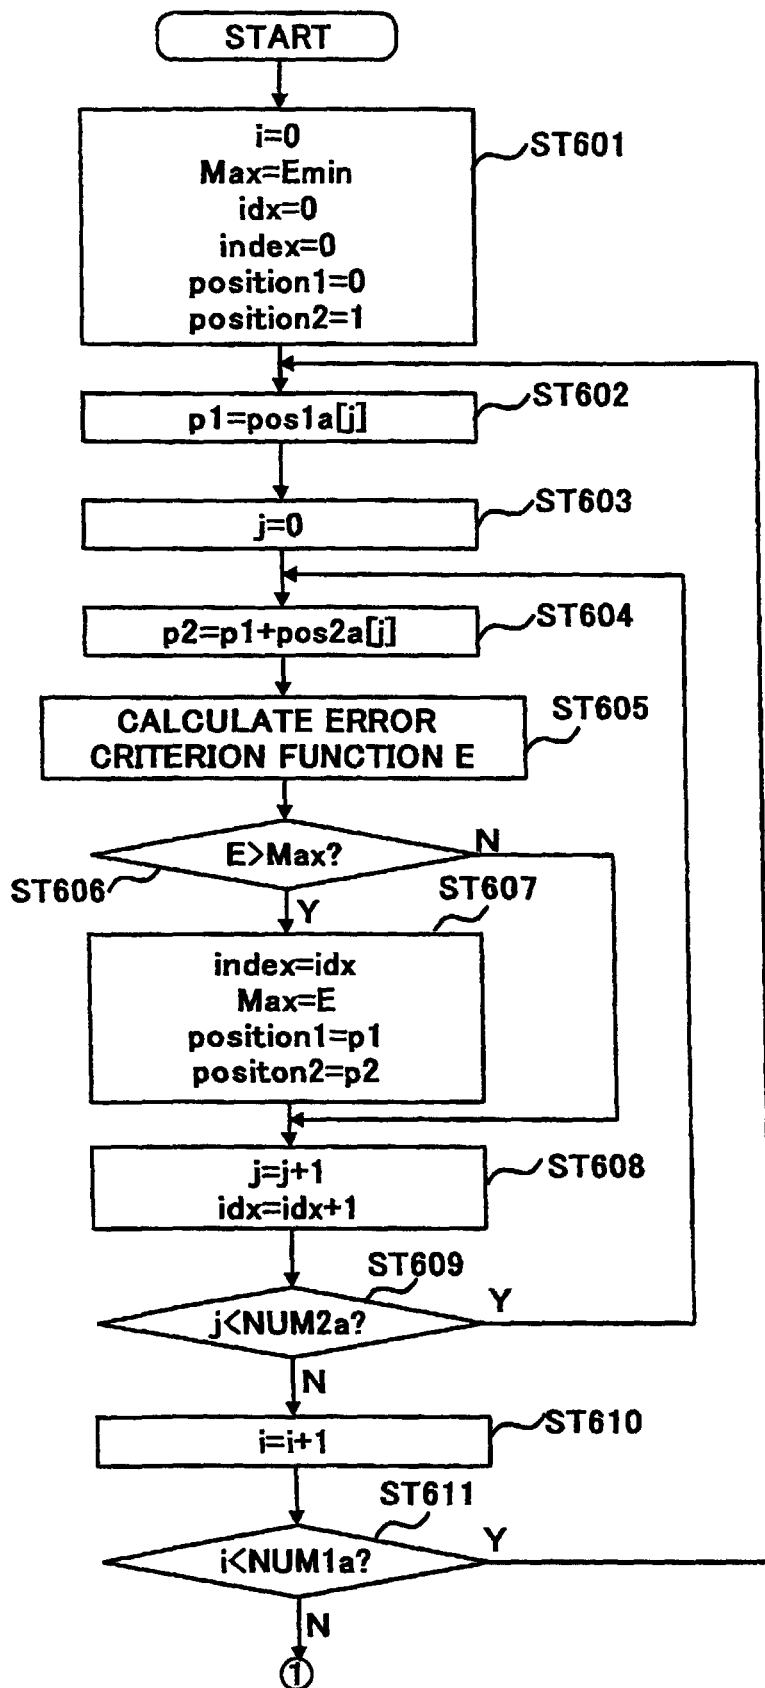 START
i=0
Max=Emin
idx=0
index=0
position1=0
position2=1
ST601
p1=pos1a[j]
ST602
j=0
ST603
p2=p1+pos2a[j]
ST604
CALCULATE ERROR
CRITERION FUNCTION E
ST605
E>Max?
N
ST606
Y
ST607
index=idx
Max=E
position1=p1
positon2=p2
j=j+1
idx=idx+1
ST608
ST609
j<NUM2a?
Y
N
i=i+1
ST610
ST611
i<NUM1a?
Y
N
①